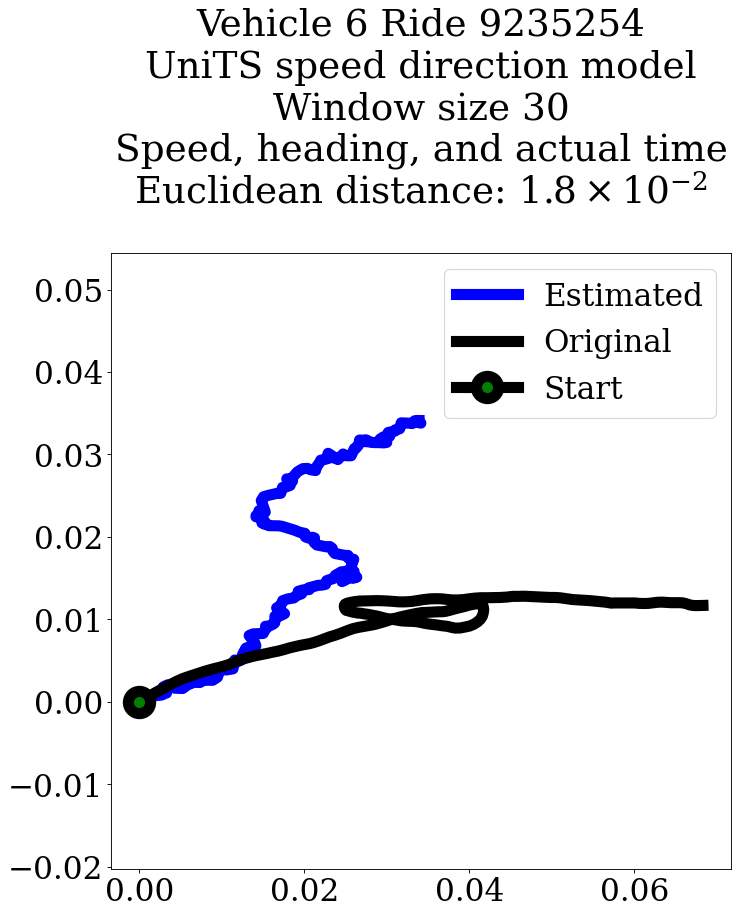 Vehicle 6 Ride 9235254
UniTS speed direction model
Window size 30
Speed, heading, and actual time
Euclidean distance: 1.8 × 10⁻²
Estimated
Original
Start
0.05
0.04
0.03
0.02
0.01
0.00
−0.01
−0.02
0.00 0.02 0.04 0.06